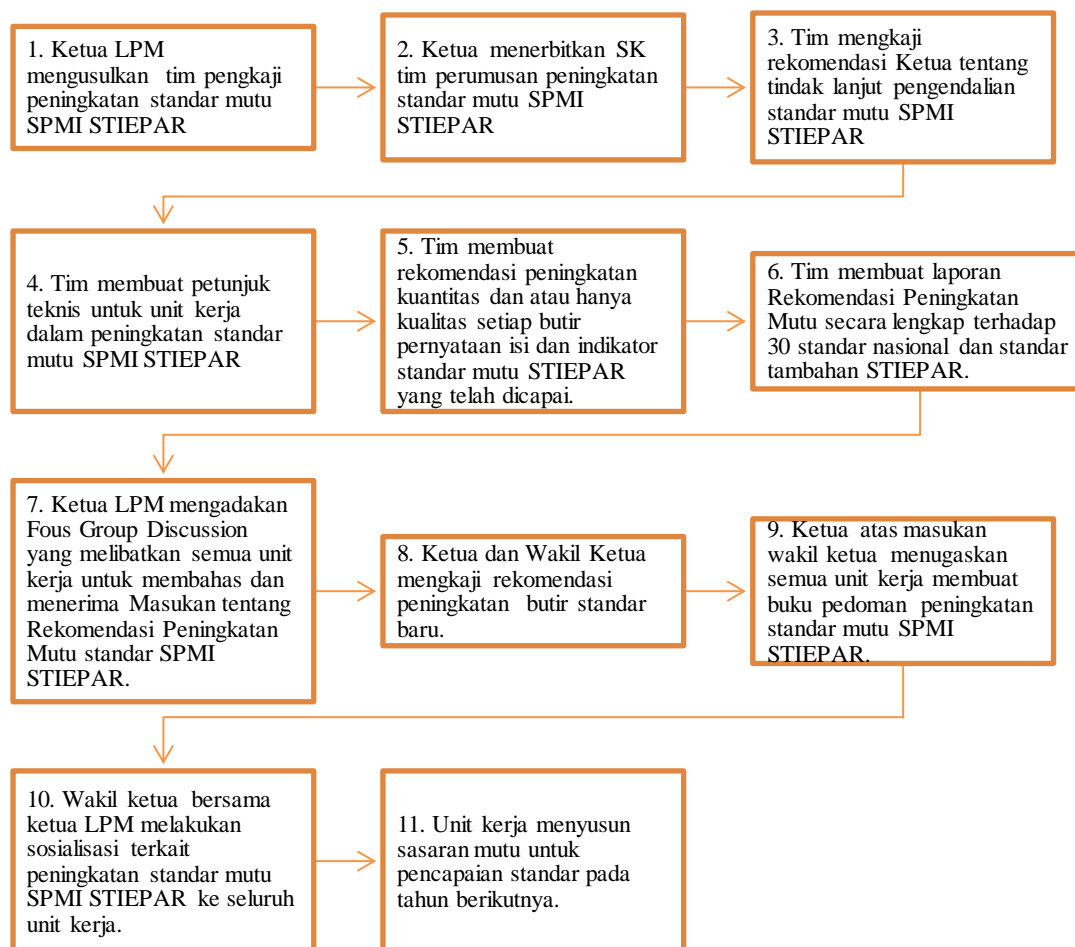 1. Ketua LPM
mengusulkan tim pengkaji
peningkatan standar mutu
SPMI STIEPAR
2. Ketua menerbitkan SK
tim perumusan peningkatan
standar mutu SPMI
STIEPAR
3. Tim mengkaji
rekomendasi Ketua tentang
tindak lanjut pengendalian
standar mutu SPMI
STIEPAR
4. Tim membuat petunjuk
teknis untuk unit kerja
dalam peningkatan standar
mutu SPMI STIEPAR
5. Tim membuat
rekomendasi peningkatan
kuantitas dan atau hanya
kualitas setiap butir
pernyataan isi dan indikator
standar mutu STIEPAR
yang telah dicapai.
6. Tim membuat laporan
Rekomendasi Peningkatan
Mutu secara lengkap terhadap
30 standar nasional dan standar
tambahan STIEPAR.
7. Ketua LPM mengadakan
Fous Group Discussion
yang melibatkan semua unit
kerja untuk membahas dan
menerima Masukan tentang
Rekomendasi Peningkatan
Mutu standar SPMI
STIEPAR.
8. Ketua dan Wakil Ketua
mengkaji rekomendasi
peningkatan butir standar
baru.
9. Ketua atas masukan
wakil ketua menugaskan
semua unit kerja membuat
buku pedoman peningkatan
standar mutu SPMI
STIEPAR.
10. Wakil ketua bersama
ketua LPM melakukan
sosialisasi terkait
peningkatan standar mutu
SPMI STIEPAR ke seluruh
unit kerja.
11. Unit kerja menyusun
sasaran mutu untuk
pencapaian standar pada
tahun berikutnya.